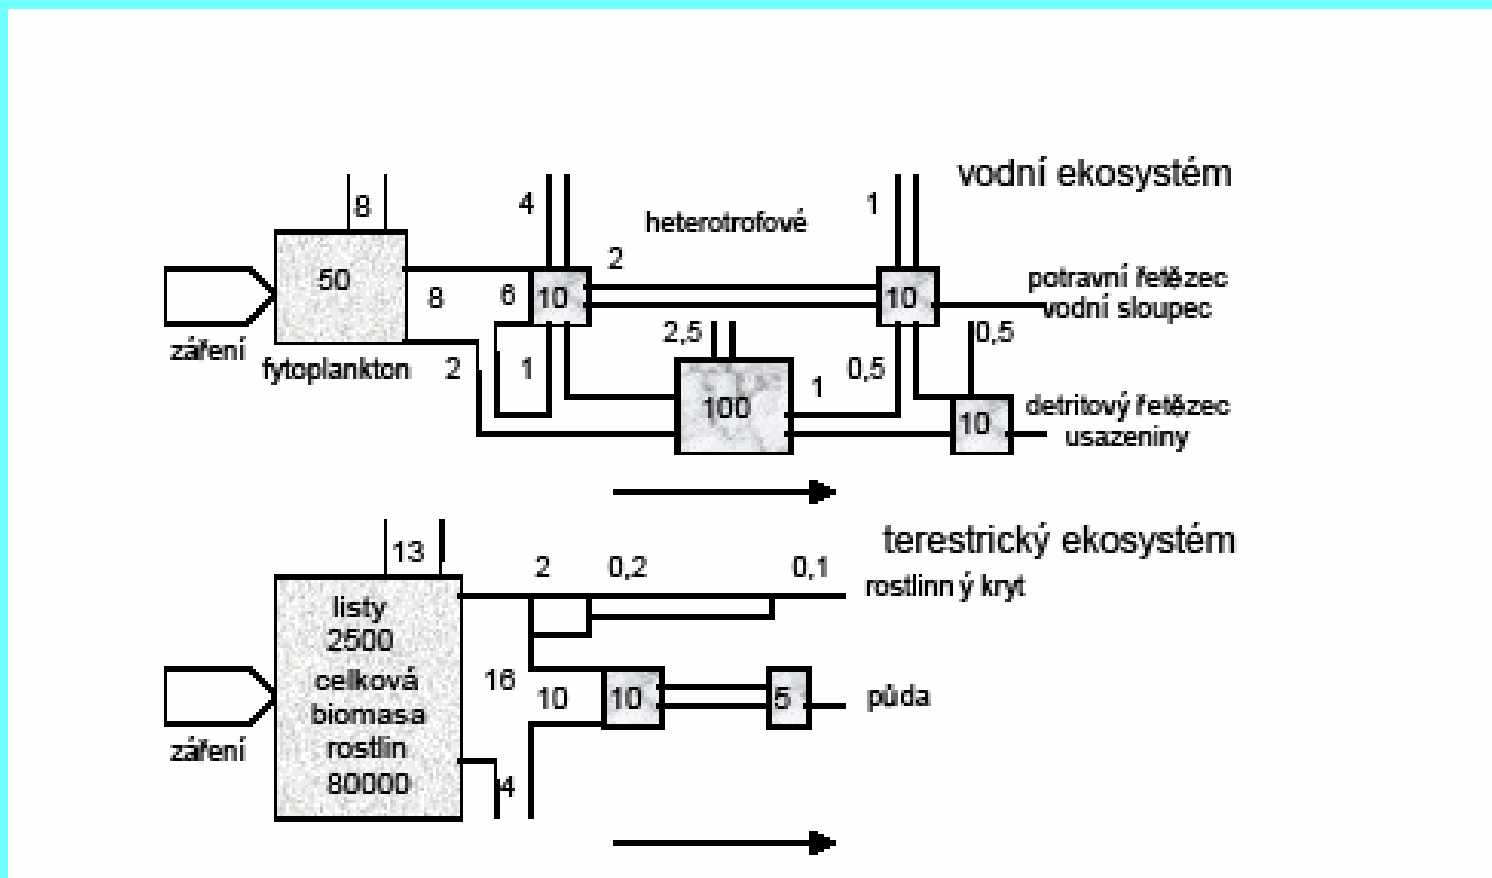 vodní ekosystém
8
4
1
heterotrofové
50
2
8
6
10
10
potravní řetězec
vodní sloupec
záření
fytoplankton
2
1
2,5
0,5
0,5
1
100
10
detritový řetězec
usazeniny
terestrický ekosystém
13
2
0,2
0,1
rostlinn ý kryt
listy
2500
celková
biomasa
rostlin
80000
16
10
10
5
půda
záření
4